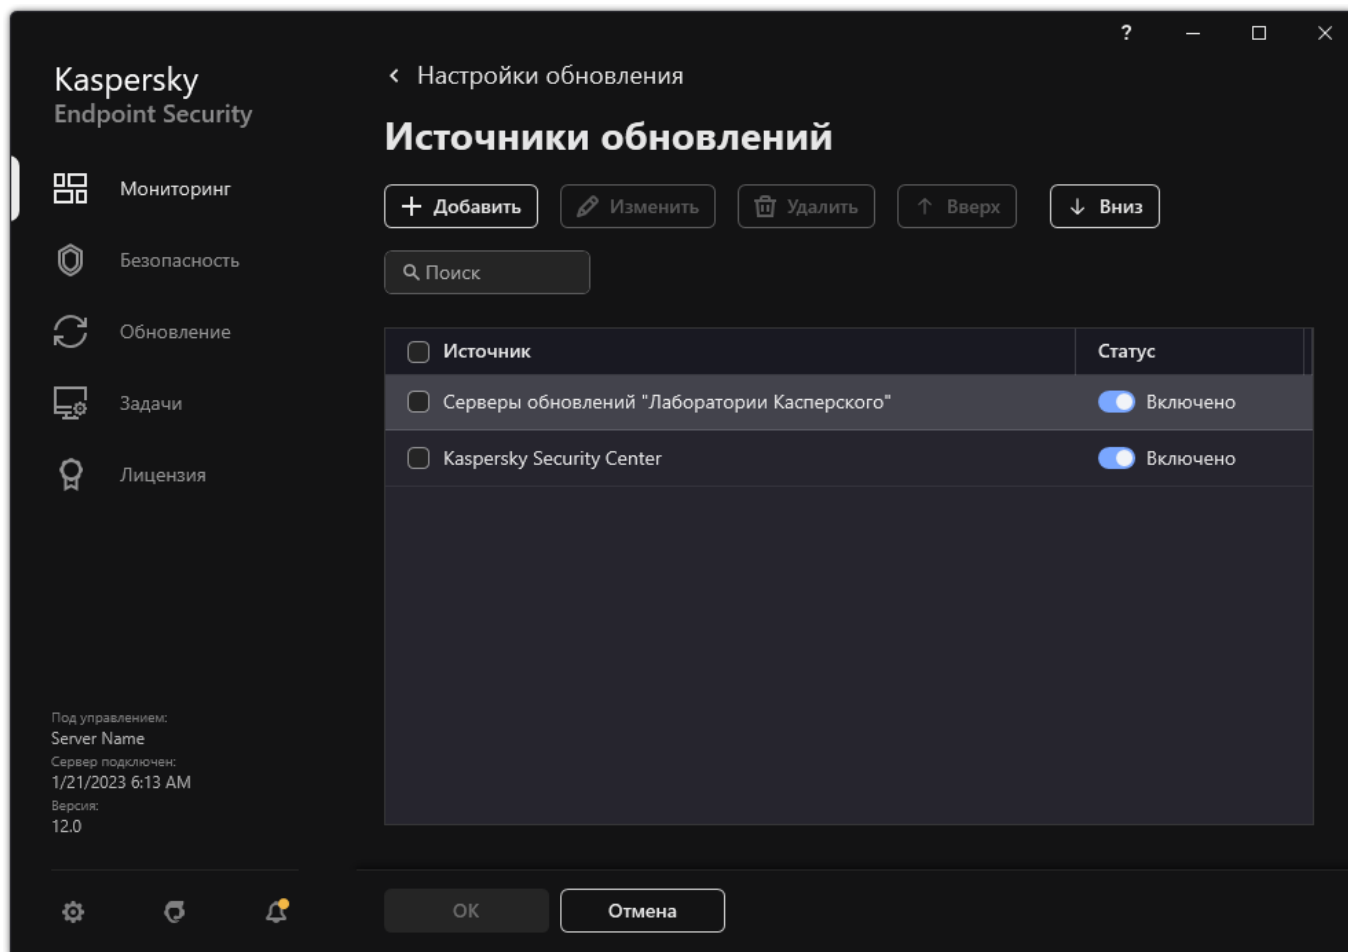 ?
Kaspersky
Endpoint Security
Мониторинг
Безопасность
Обновление
Задачи
Лицензия
Под управлением:
Server Name
Сервер подключен:
1/21/2023 6:13 AM
Версия:
12.0
Настройки обновления
Источники обновлений
Добавить Изменить Удалить Вверх Вниз
Поиск
Источник Статус
Серверы обновлений "Лаборатории Касперского" Включено
Kaspersky Security Center Включено
ОК Отмена